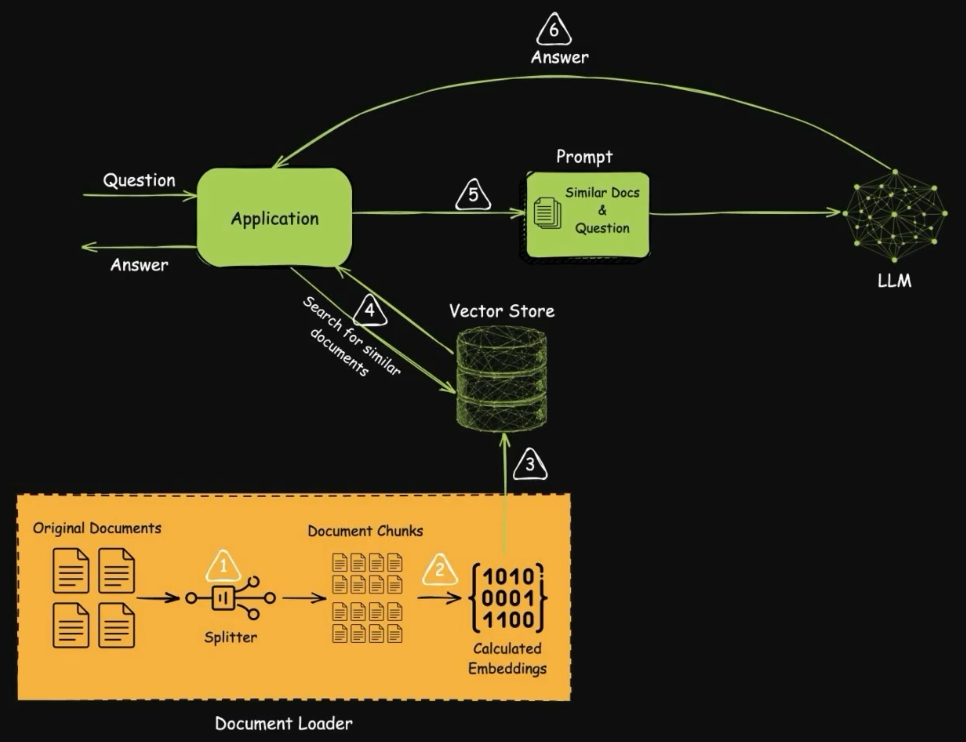 6
Answer
Question
Application
Answer
5
Prompt
Similar Docs
&
Question
LLM
4
Search for similar
documents
Vector Store
3
Original Documents
1
Splitter
Document Chunks
2
1010
0001
1100
Calculated
Embeddings
Document Loader